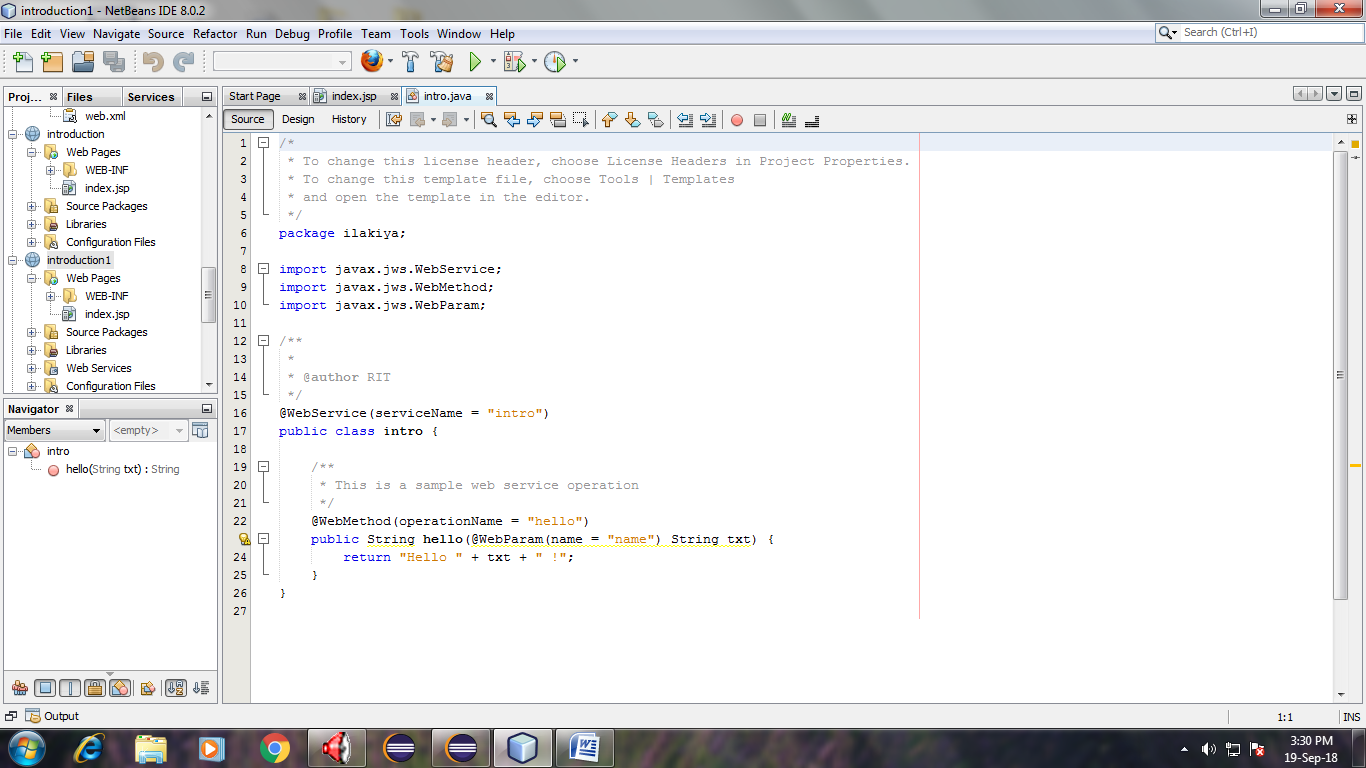 introduction1 - NetBeans IDE 8.0.2
File Edit View Navigate Source Refactor Run Debug Profile Team Tools Window Help
Search (Ctrl+I)
Proj... Files Services
web.xml
introduction
Web Pages
WEB-INF
index.jsp
Source Packages
Libraries
Configuration Files
introduction1
Web Pages
WEB-INF
index.jsp
Source Packages
Libraries
Web Services
Configuration Files
Navigator
Members <empty>
intro
hello(String txt) : String
Start Page index.jsp intro.java
Source Design History
1 /*
2 * To change this license header, choose License Headers in Project Properties.
3 * To change this template file, choose Tools | Templates
4 * and open the template in the editor.
5 */
6 package ilakiya;
7
8 import javax.jws.WebService;
9 import javax.jws.WebMethod;
10 import javax.jws.WebParam;
11
12 /**
13 *
14 * @author RIT
15 */
16 @WebService(serviceName = "intro")
17 public class intro {
18
19 /**
20 * This is a sample web service operation
21 */
22 @WebMethod(operationName = "hello")
public String hello(@WebParam(name = "name") String txt) {
24 return "Hello " + txt + " !";
25 }
26 }
27
Output
1:1 INS
3:30 PM
19-Sep-18